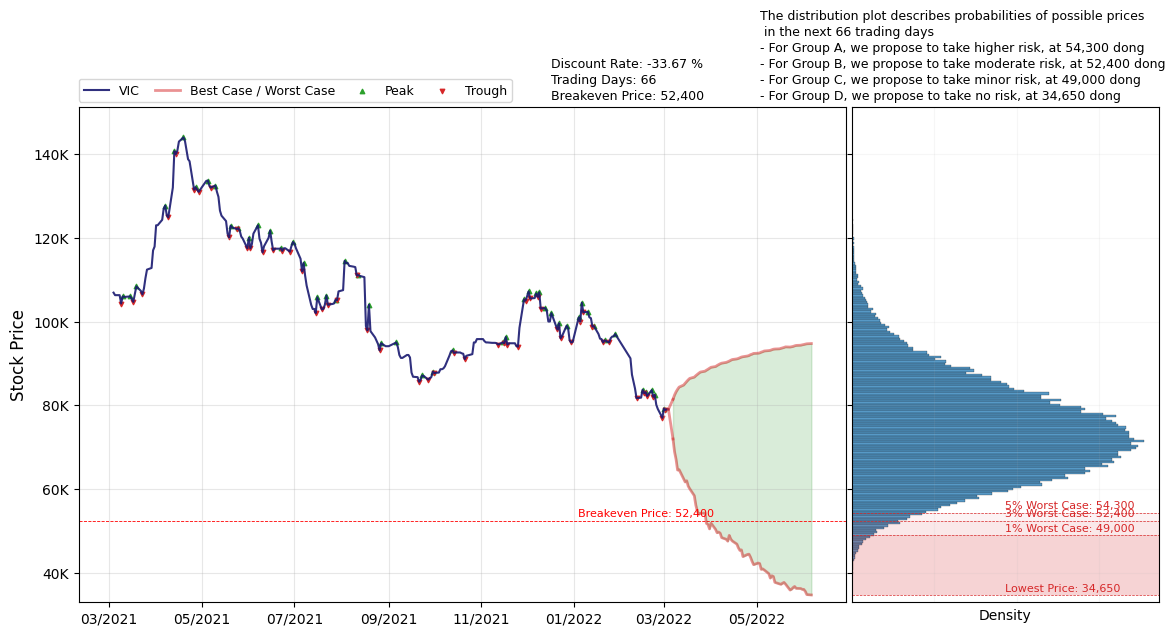 The distribution plot describes probabilities of possible prices
in the next 66 trading days
- For Group A, we propose to take higher risk, at 54,300 dong
- For Group B, we propose to take moderate risk, at 52,400 dong
- For Group C, we propose to take minor risk, at 49,000 dong
- For Group D, we propose to take no risk, at 34,650 dong
Discount Rate: -33.67 %
Trading Days: 66
Breakeven Price: 52,400
VIC
Best Case / Worst Case
Peak
Trough
Stock Price
140K
120K
100K
80K
60K
40K
Breakeven Price: 52,400
03/2021
05/2021
07/2021
09/2021
11/2021
01/2022
03/2022
05/2022
5% Worst Case: 54,300
3% Worst Case: 52,400
1% Worst Case: 49,000
Lowest Price: 34,650
Density